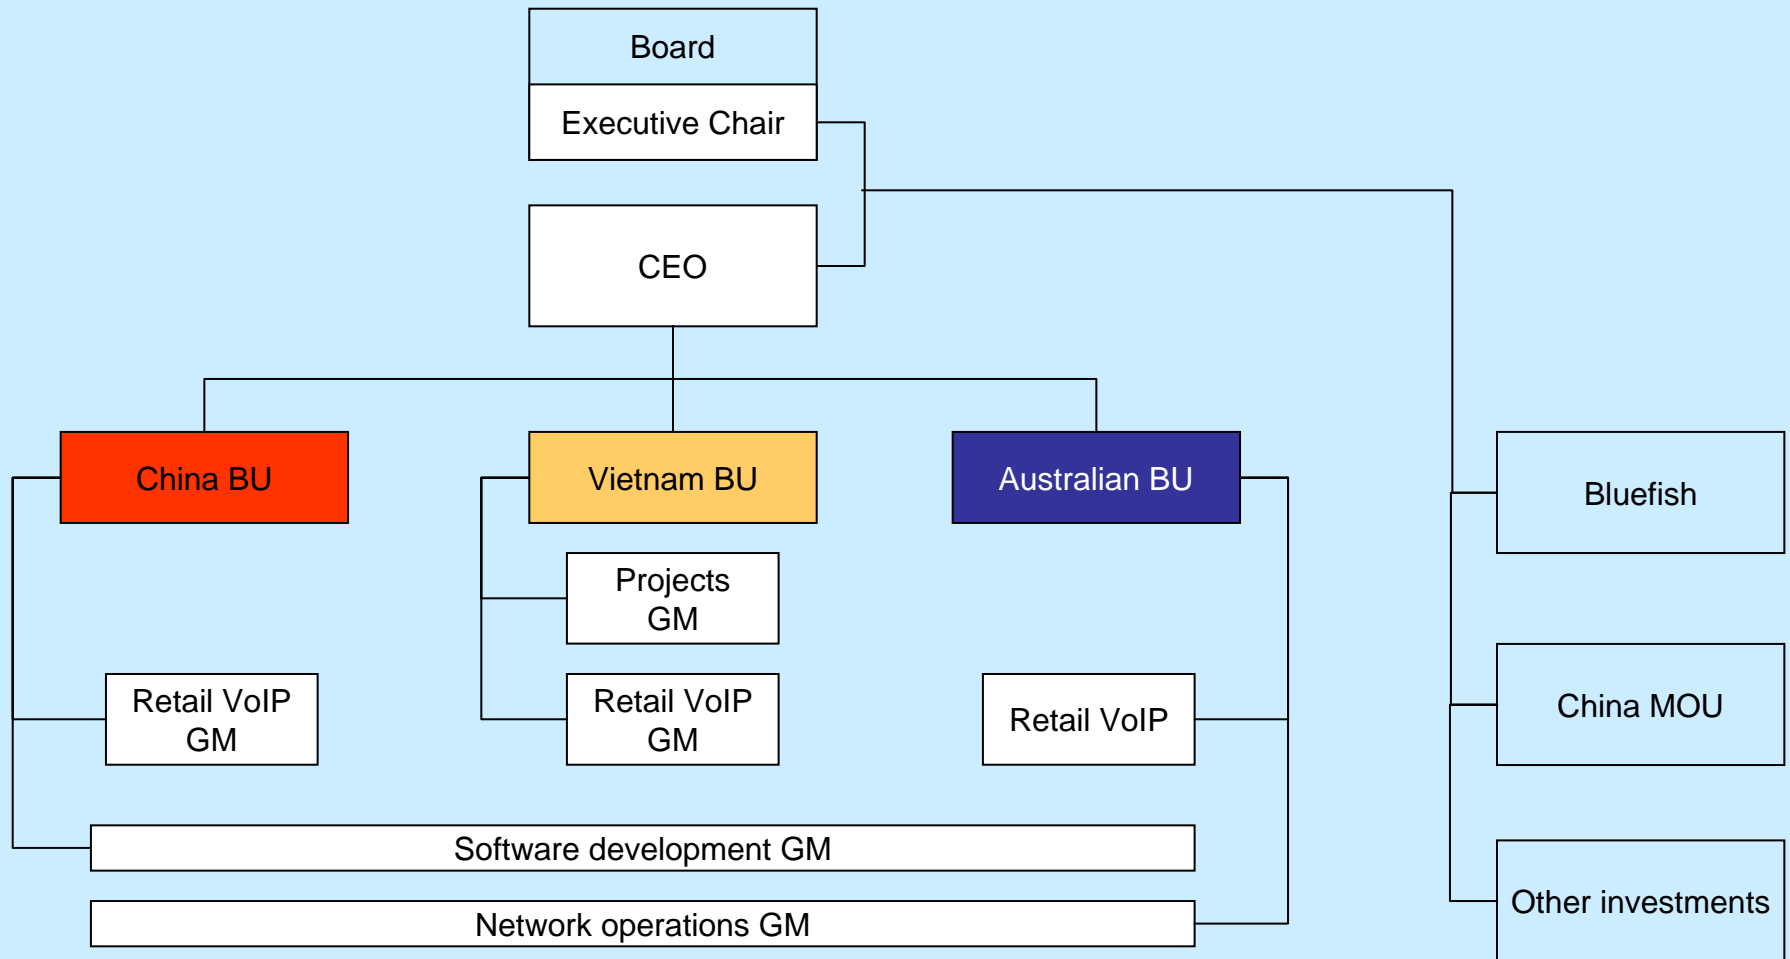 Board
Executive Chair
CEO
China BU
Vietnam BU
Australian BU
Bluefish
Projects
GM
Retail VoIP
GM
Retail VoIP
GM
Retail VoIP
China MOU
Software development GM
Other investments
Network operations GM